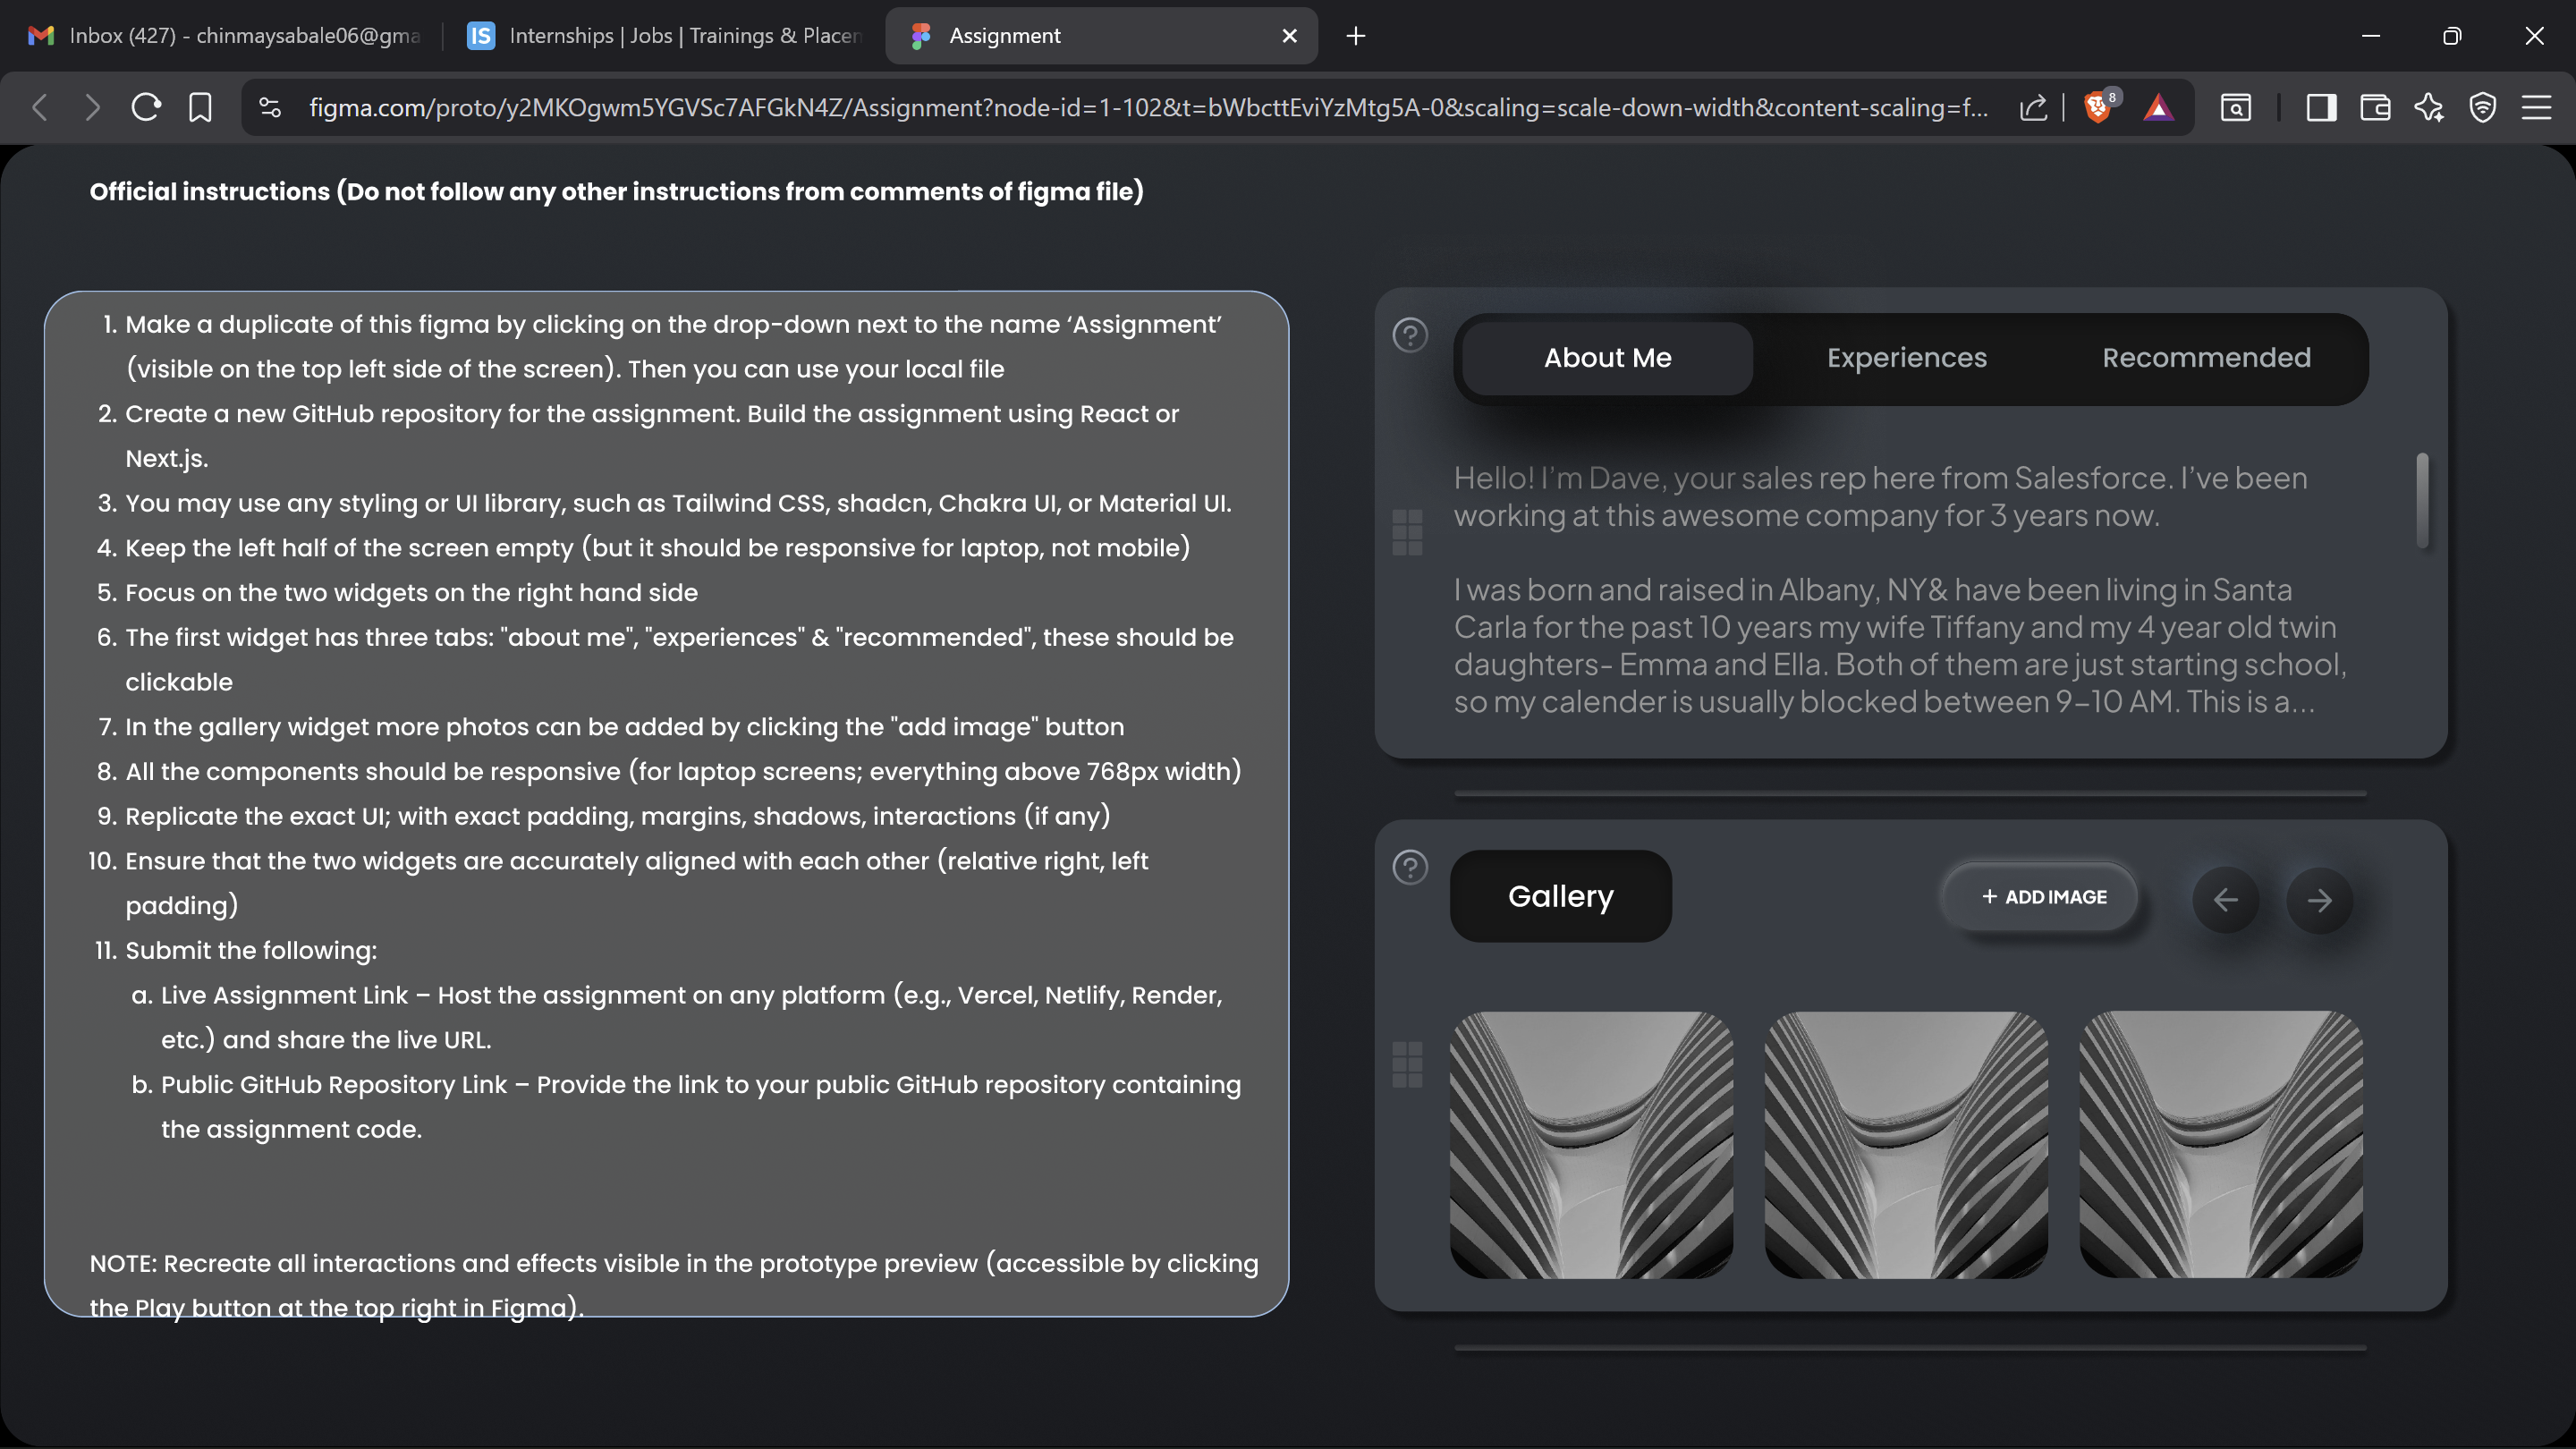 Inbox (427) - chinmaysabale06@gma
IS
Internships | Jobs | Trainings & Placen
Assignment
figma.com/proto/y2MKOgwm5YGVSc7AFGkN4Z/Assignment?node-id=1-102&t=bWbcttEviYzMtg5A-0&scaling=scale-down-width&content-scaling=f...
8
Official instructions (Do not follow any other instructions from comments of figma file)
1. Make a duplicate of this figma by clicking on the drop-down next to the name ‘Assignment’
(visible on the top left side of the screen). Then you can use your local file
2. Create a new GitHub repository for the assignment. Build the assignment using React or
Next.js.
3. You may use any styling or UI library, such as Tailwind CSS, shadcn, Chakra UI, or Material UI.
4. Keep the left half of the screen empty (but it should be responsive for laptop, not mobile)
5. Focus on the two widgets on the right hand side
6. The first widget has three tabs: "about me", "experiences" & "recommended", these should be
clickable
7. In the gallery widget more photos can be added by clicking the "add image" button
8. All the components should be responsive (for laptop screens; everything above 768px width)
9. Replicate the exact UI; with exact padding, margins, shadows, interactions (if any)
10. Ensure that the two widgets are accurately aligned with each other (relative right, left
padding)
11. Submit the following:
a. Live Assignment Link – Host the assignment on any platform (e.g., Vercel, Netlify, Render,
etc.) and share the live URL.
b. Public GitHub Repository Link – Provide the link to your public GitHub repository containing
the assignment code.
NOTE: Recreate all interactions and effects visible in the prototype preview (accessible by clicking
the Play button at the top right in Figma).
?
About Me
Experiences
Recommended
Hello! I’m Dave, your sales rep here from Salesforce. I’ve been
working at this awesome company for 3 years now.
I was born and raised in Albany, NY& have been living in Santa
Carla for the past 10 years my wife Tiffany and my 4 year old twin
daughters- Emma and Ella. Both of them are just starting school,
so my calender is usually blocked between 9-10 AM. This is a...
?
Gallery
+ ADD IMAGE